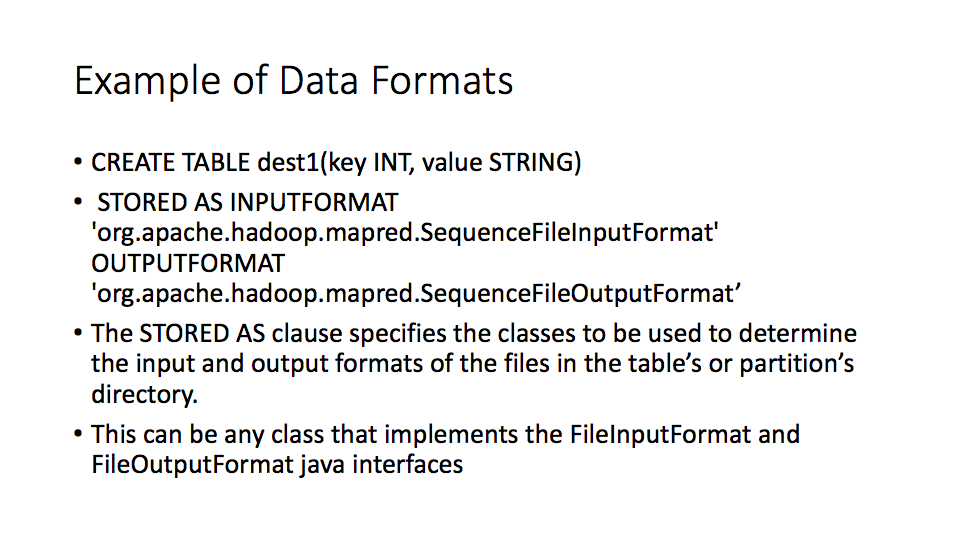 Example of Data Formats
• CREATE TABLE dest1(key INT, value STRING)
• STORED AS INPUTFORMAT
'org.apache.hadoop.mapred.SequenceFileInputFormat'
OUTPUTFORMAT
'org.apache.hadoop.mapred.SequenceFileOutputFormat’
• The STORED AS clause specifies the classes to be used to determine
the input and output formats of the files in the table’s or partition’s
directory.
• This can be any class that implements the FileInputFormat and
FileOutputFormat java interfaces